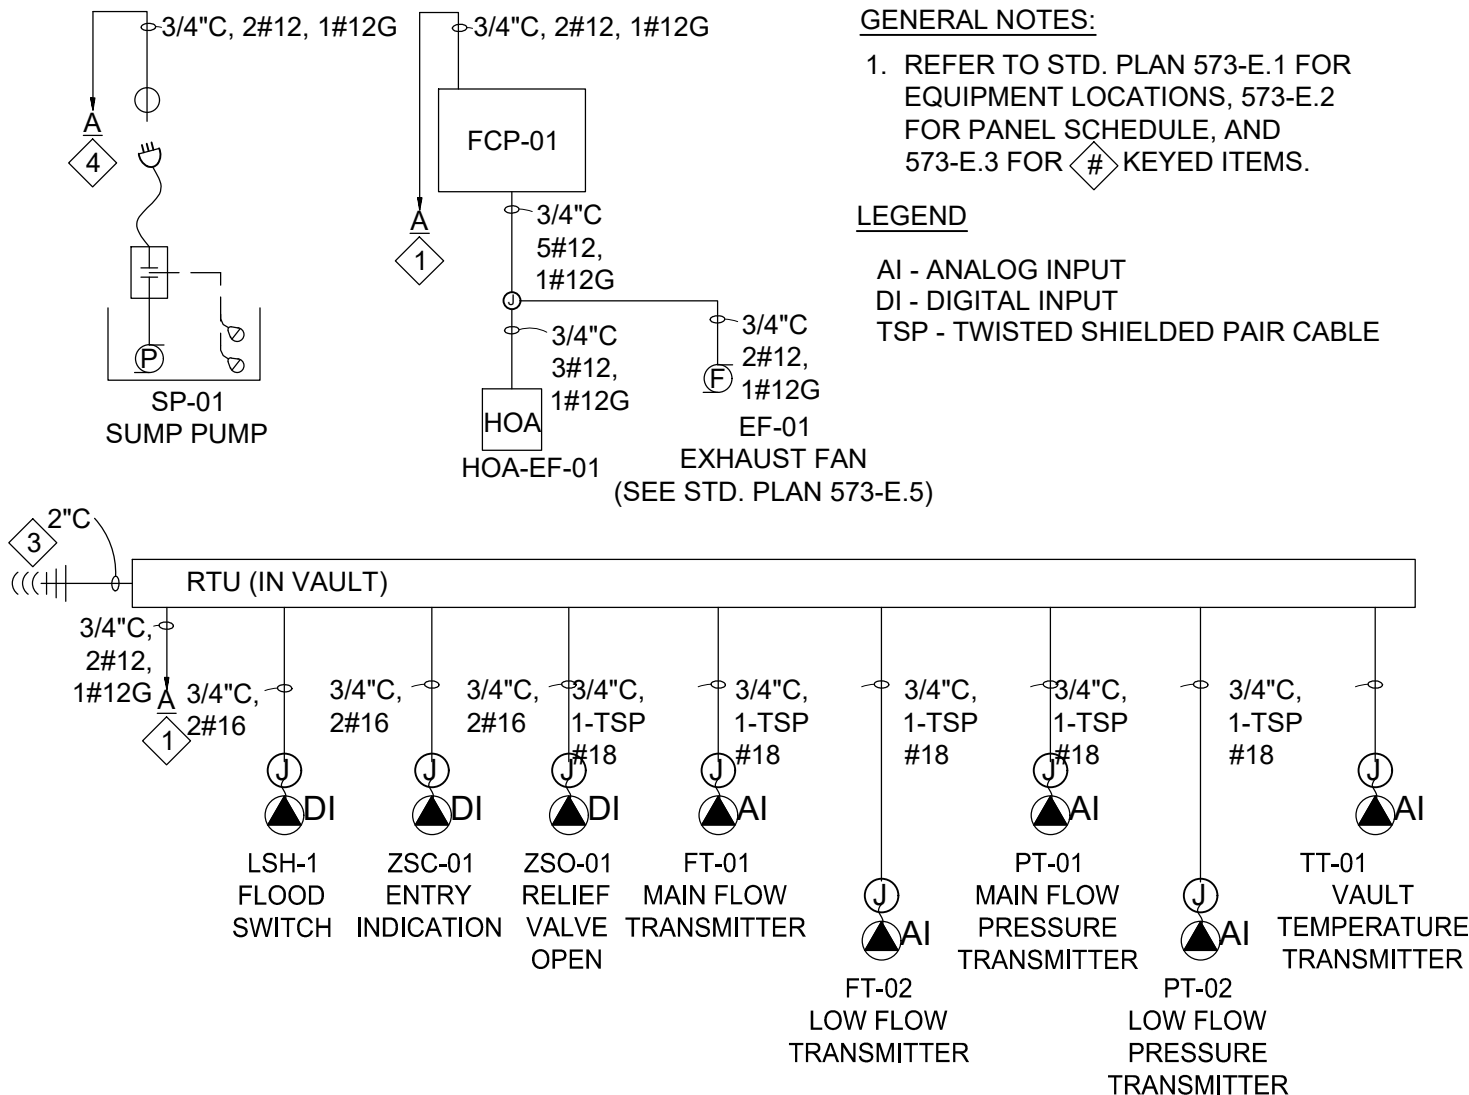 3/4"C, 2#12, 1#12G
A
4
P
SP-01
SUMP PUMP
3/4"C, 2#12, 1#12G
FCP-01
A
1
3/4"C
5#12,
1#12G
J
3/4"C
3#12,
1#12G
HOA
HOA-EF-01
3/4"C
2#12,
1#12G
F
EF-01
EXHAUST FAN
(SEE STD. PLAN 573-E.5)
GENERAL NOTES:
1. REFER TO STD. PLAN 573-E.1 FOR
EQUIPMENT LOCATIONS, 573-E.2
FOR PANEL SCHEDULE, AND
573-E.3 FOR # KEYED ITEMS.
LEGEND
AI - ANALOG INPUT
DI - DIGITAL INPUT
TSP - TWISTED SHIELDED PAIR CABLE
3
2"C
RTU (IN VAULT)
3/4"C,
2#12,
1#12G
A
1
3/4"C,
2#16
J
DI
LSH-1
FLOOD
SWITCH
3/4"C,
2#16
J
DI
ZSC-01
ENTRY
INDICATION
3/4"C,
2#16
J
DI
ZSO-01
RELIEF
VALVE
OPEN
3/4"C,
1-TSP
#18
J
AI
FT-01
MAIN FLOW
TRANSMITTER
3/4"C,
1-TSP
#18
J
AI
FT-02
LOW FLOW
TRANSMITTER
3/4"C,
1-TSP
#18
J
AI
PT-01
MAIN FLOW
PRESSURE
TRANSMITTER
3/4"C,
1-TSP
#18
J
AI
PT-02
LOW FLOW
PRESSURE
TRANSMITTER
3/4"C,
1-TSP
#18
J
AI
TT-01
VAULT
TEMPERATURE
TRANSMITTER